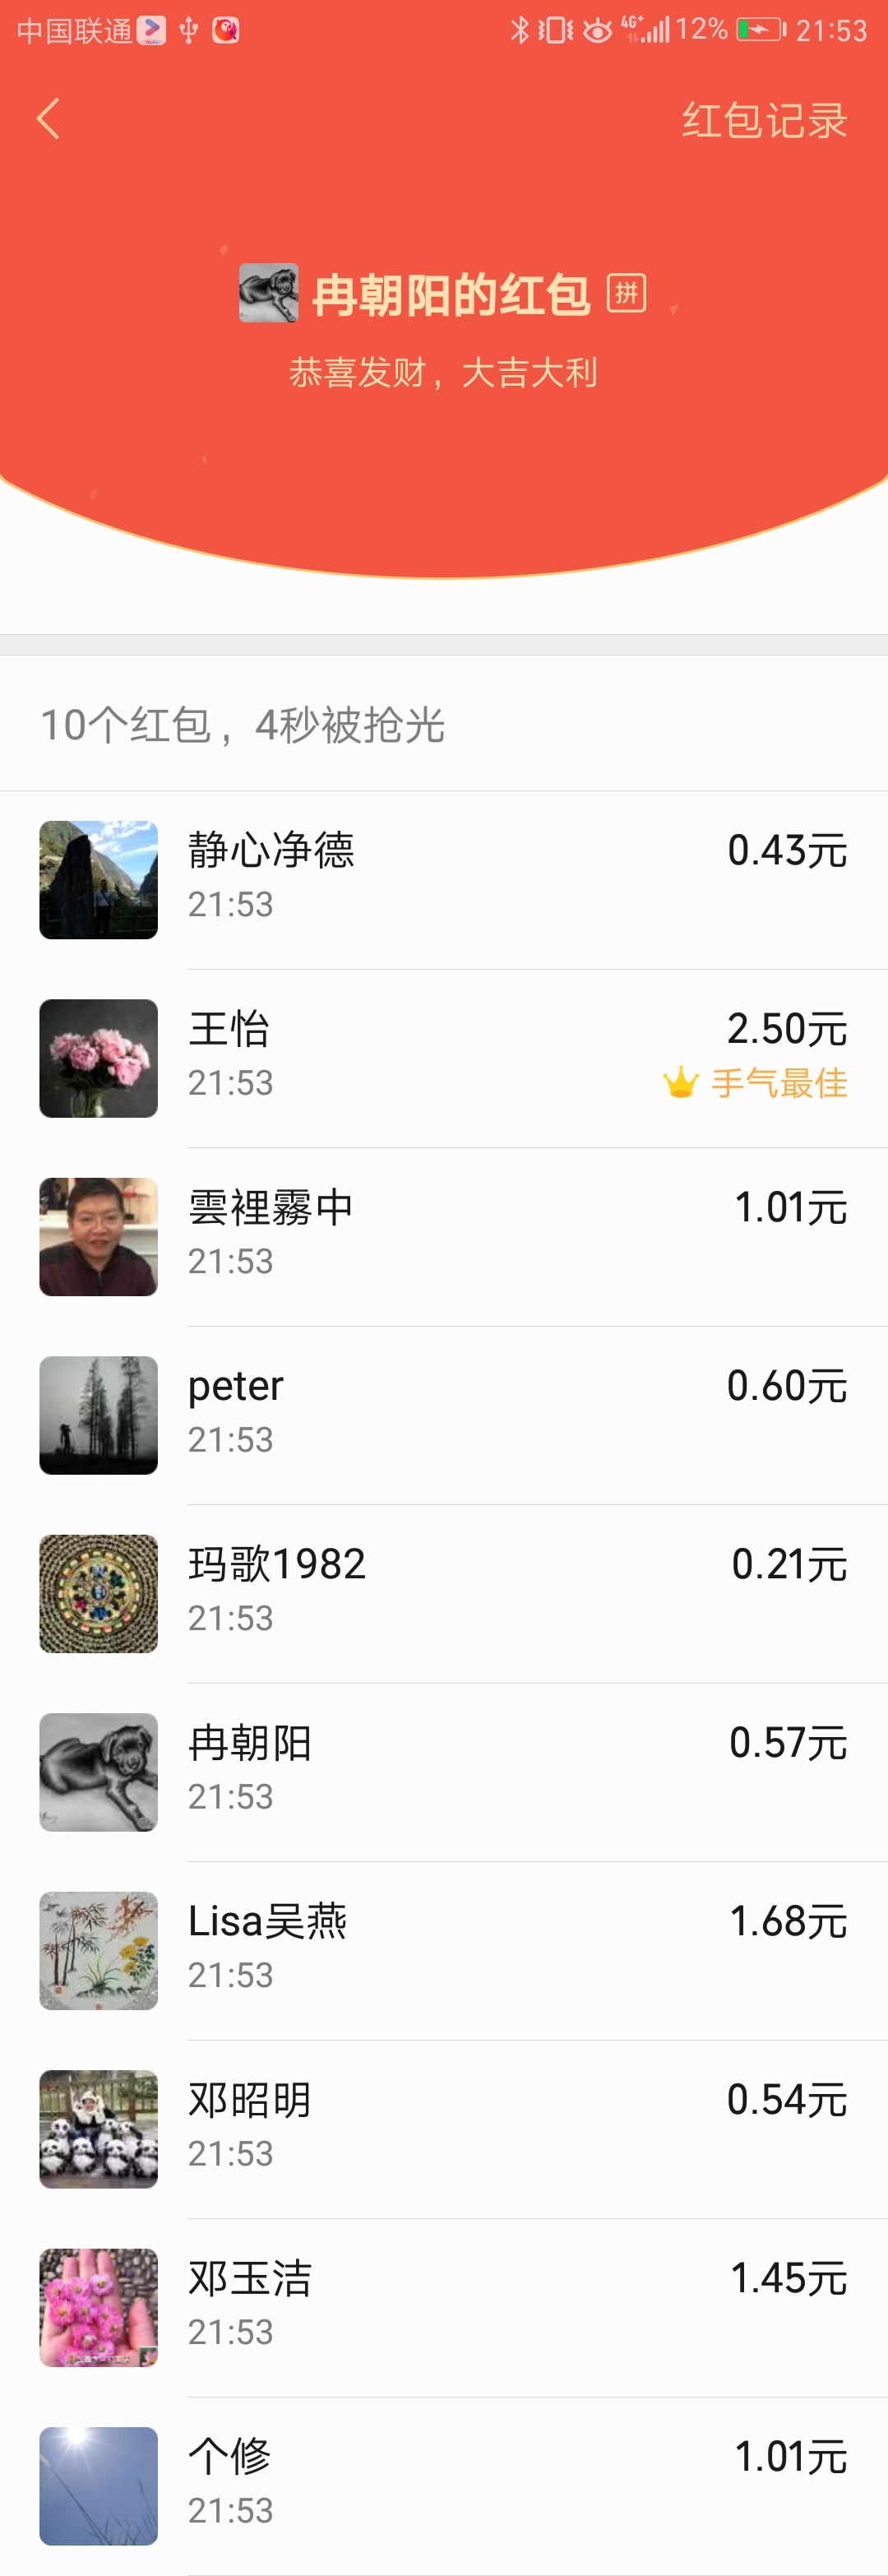 中国联通 4G+ 12% 21:53
红包记录
冉朝阳的红包 拼
恭喜发财，大吉大利
10个红包，4秒被抢光
静心净德 0.43元
21:53
王怡 2.50元
21:53 手气最佳
雲裡霧中 1.01元
21:53
peter 0.60元
21:53
玛歌1982 0.21元
21:53
冉朝阳 0.57元
21:53
Lisa吴燕 1.68元
21:53
邓昭明 0.54元
21:53
邓玉洁 1.45元
21:53
个修 1.01元
21:53